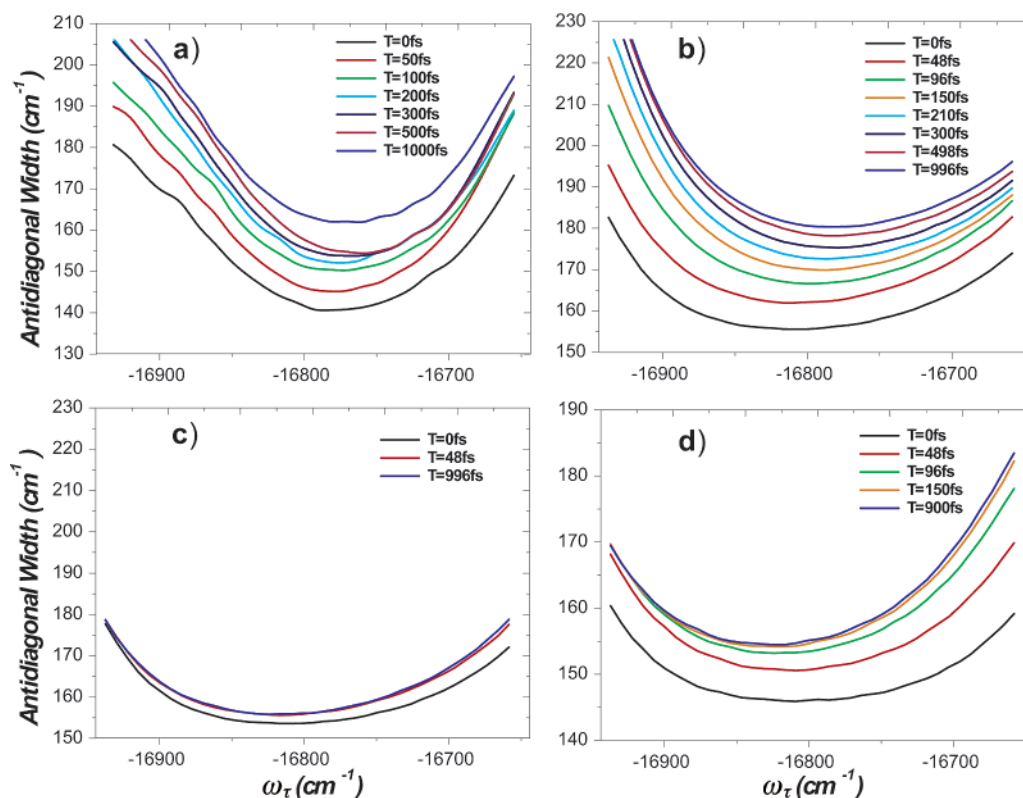 a)
T=0fs
T=50fs
T=100fs
T=200fs
T=300fs
T=500fs
T=1000fs
210
200
190
180
170
160
150
140
130
-16900
-16800
-16700
Antidiagonal Width (cm⁻¹)
b)
T=0fs
T=48fs
T=96fs
T=150fs
T=210fs
T=300fs
T=498fs
T=996fs
230
220
210
200
190
180
170
160
150
-16900
-16800
-16700
c)
T=0fs
T=48fs
T=996fs
230
220
210
200
190
180
170
160
150
-16900
-16800
-16700
Antidiagonal Width (cm⁻¹)
ω_τ (cm⁻¹)
d)
T=0fs
T=48fs
T=96fs
T=150fs
T=900fs
190
180
170
160
150
140
-16900
-16800
-16700
ω_τ (cm⁻¹)